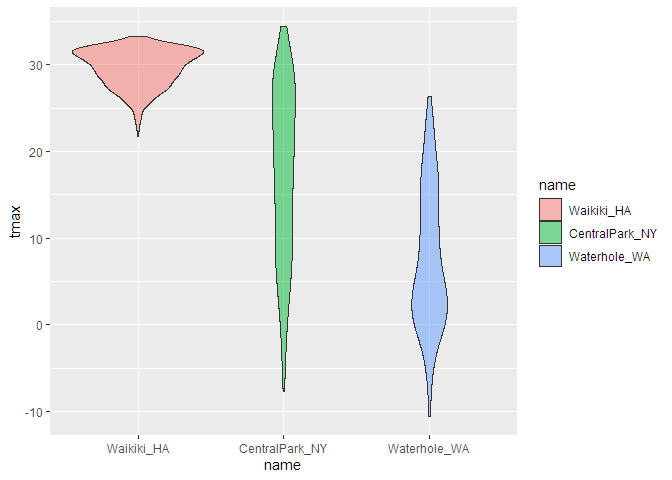 30
20
10
0
-10
tmax
Waikiki_HA
CentralPark_NY
Waterhole_WA
name
name
Waikiki_HA
CentralPark_NY
Waterhole_WA